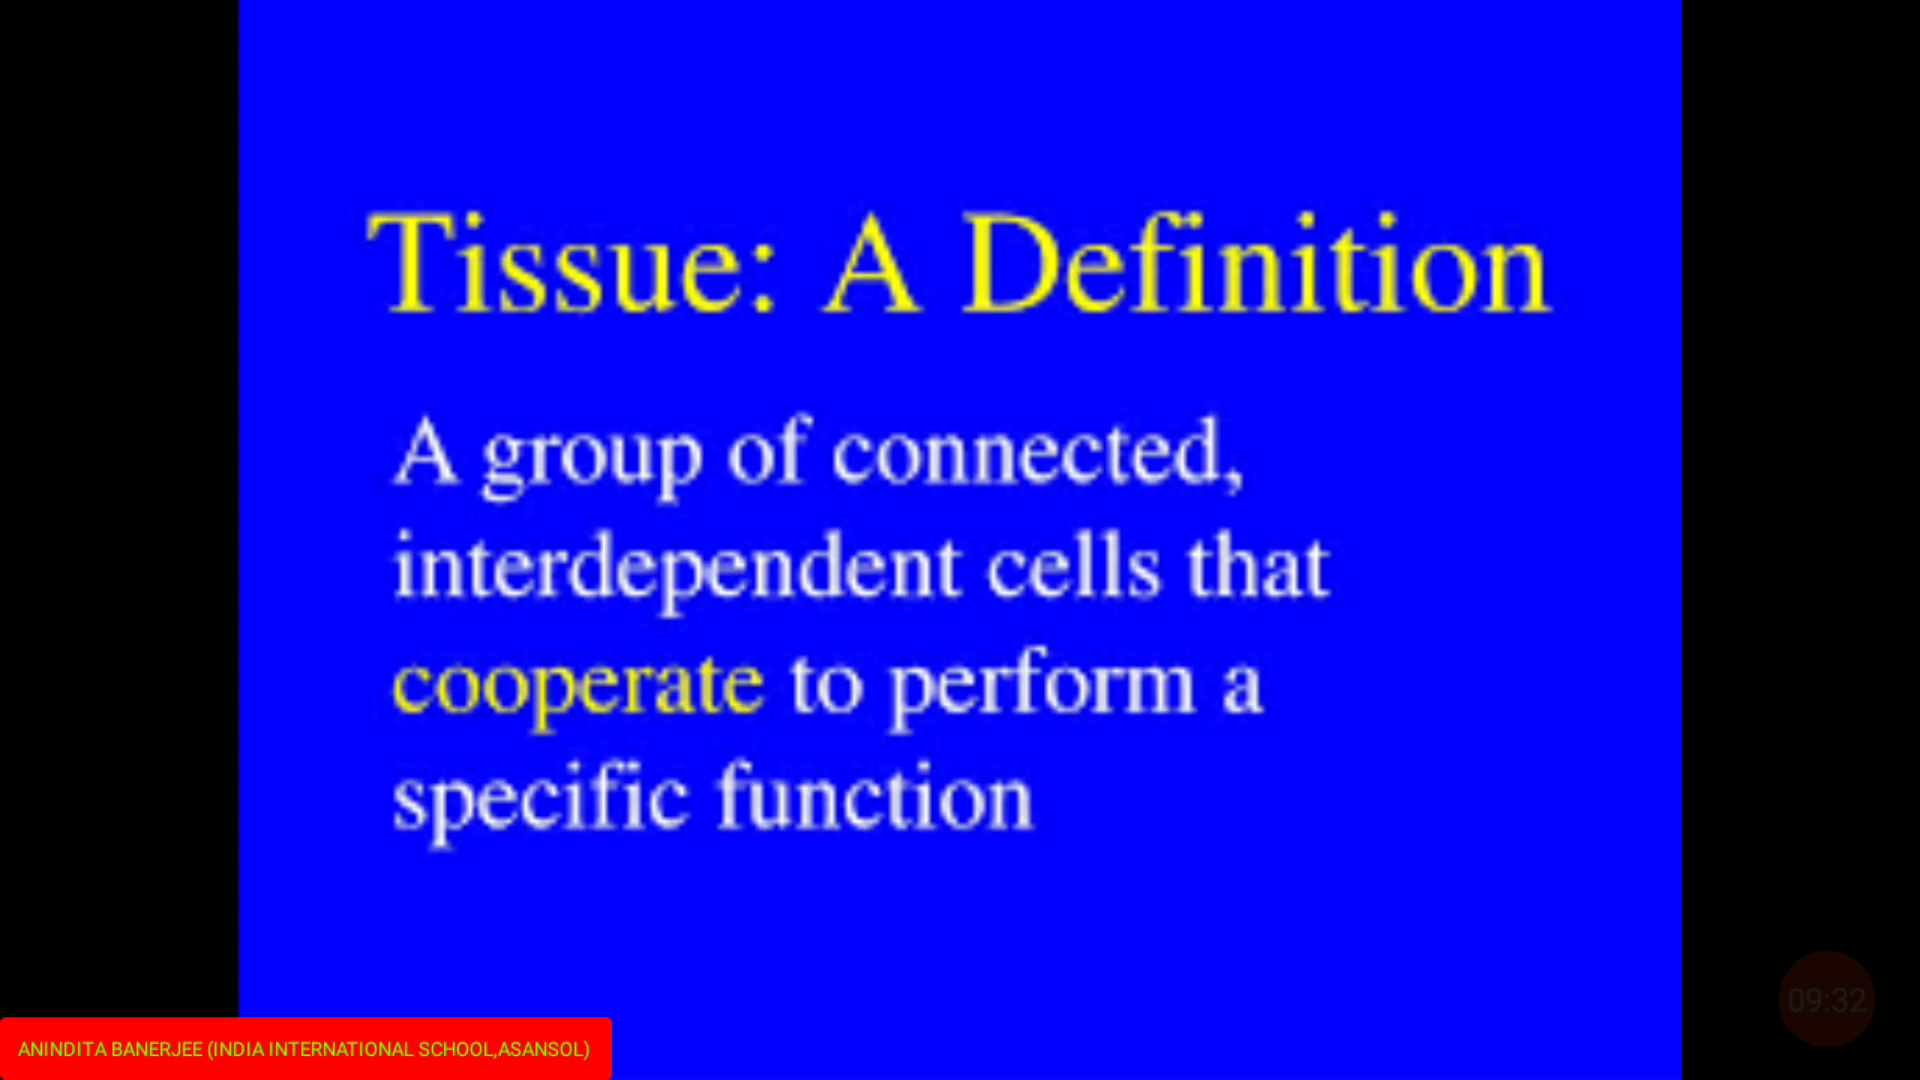 Tissue: A Definition
A group of connected,
interdependent cells that
cooperate to perform a
specific function
09:32
ANINDITA BANERJEE (INDIA INTERNATIONAL SCHOOL,ASANSOL)